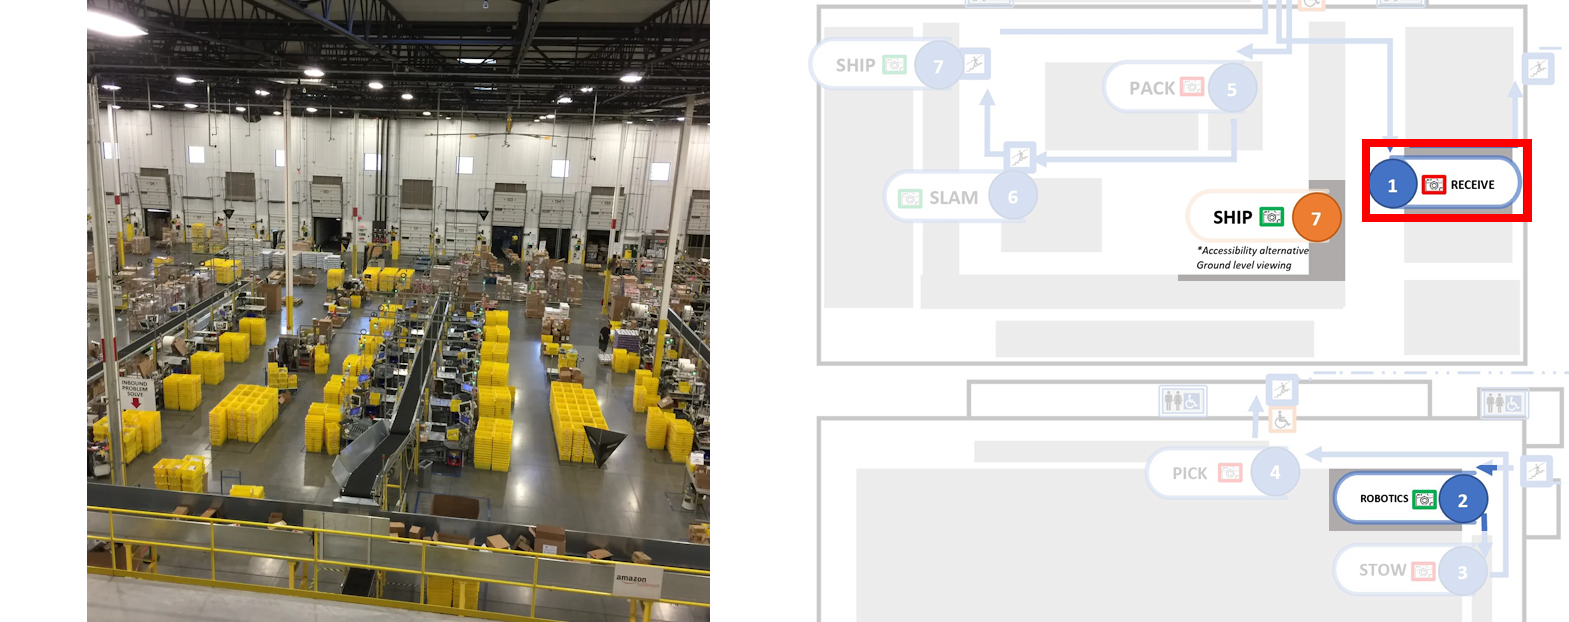 INBOUND
PROBLEM
SOLVE
amazon
SHIP 7
PACK 5
1 RECEIVE
SLAM 6
SHIP 7
*Accessibility alternative
Ground level viewing
PICK 4
ROBOTICS 2
STOW 3